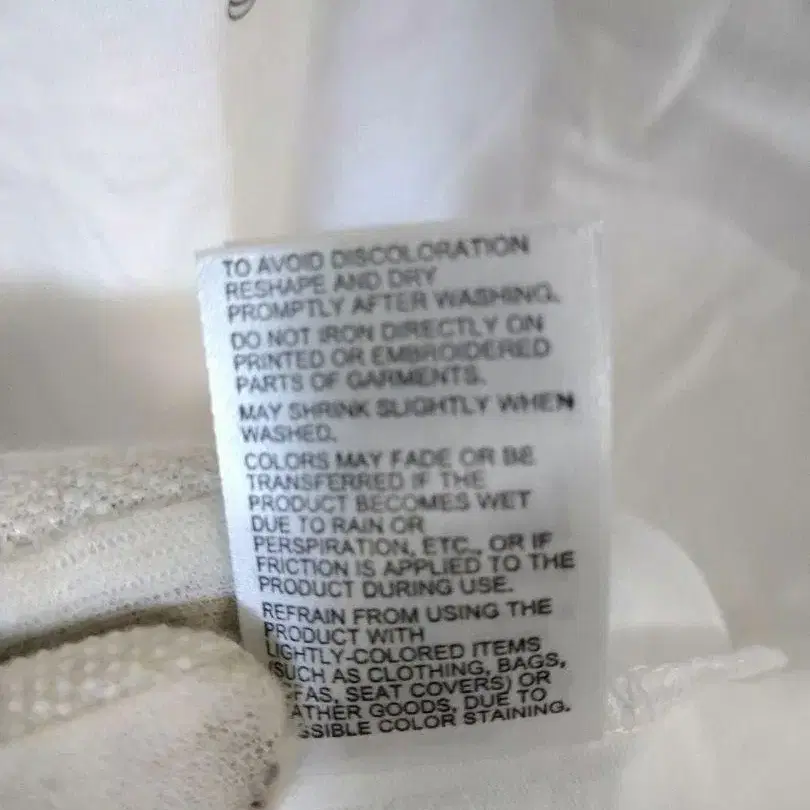 TO AVOID DISCOLORATION
RESHAPE AND DRY
PROMPTLY AFTER WASHING.
DO NOT IRON DIRECTLY ON
PRINTED OR EMBROIDERED
PARTS OF GARMENTS.
MAY SHRINK SLIGHTLY WHEN
WASHED.
COLORS MAY FADE OR BE
TRANSFERRED IF THE
PRODUCT BECOMES WET
DUE TO RAIN OR
PERSPIRATION, ETC., OR IF
FRICTION IS APPLIED TO THE
PRODUCT DURING USE.
REFRAIN FROM USING THE
PRODUCT WITH
LIGHTLY-COLORED ITEMS
(SUCH AS CLOTHING, BAGS,
FAS, SEAT COVERS) OR
ATHER GOODS, DUE TO
SSIBLE COLOR STAINING.